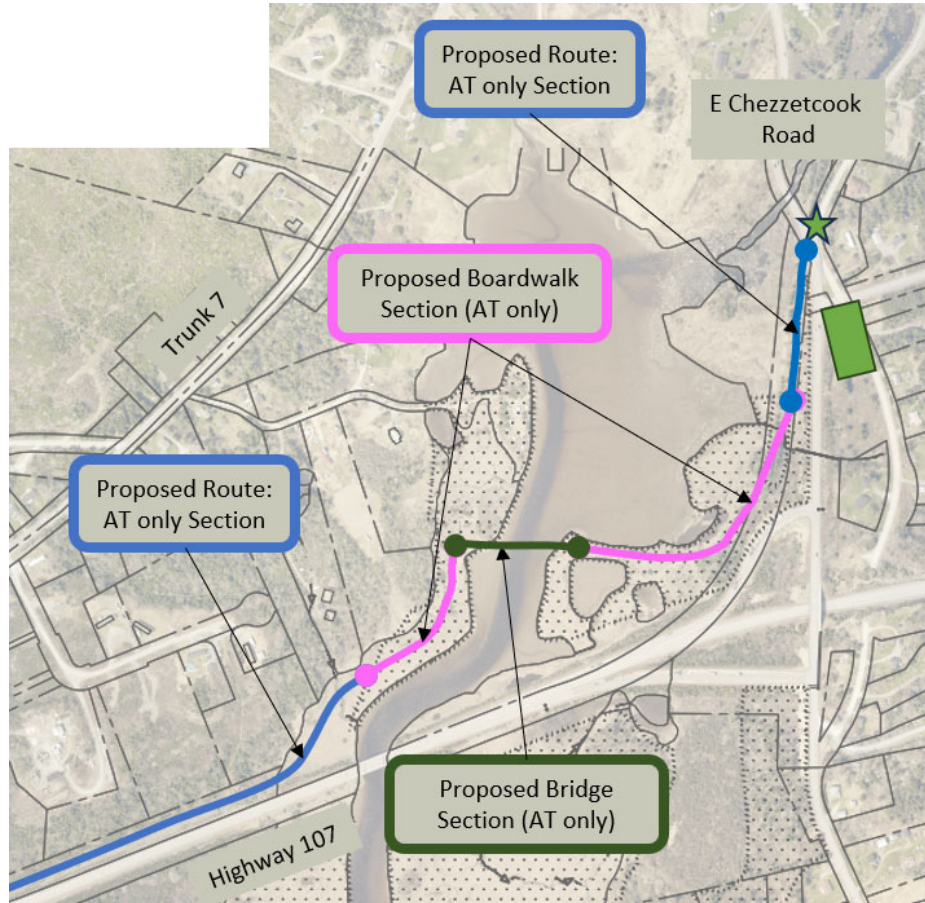 Proposed Route:
AT only Section
E Chezzetcook
Road
Proposed Boardwalk
Section (AT only)
Trunk 7
Proposed Route:
AT only Section
Proposed Bridge
Section (AT only)
Highway 107